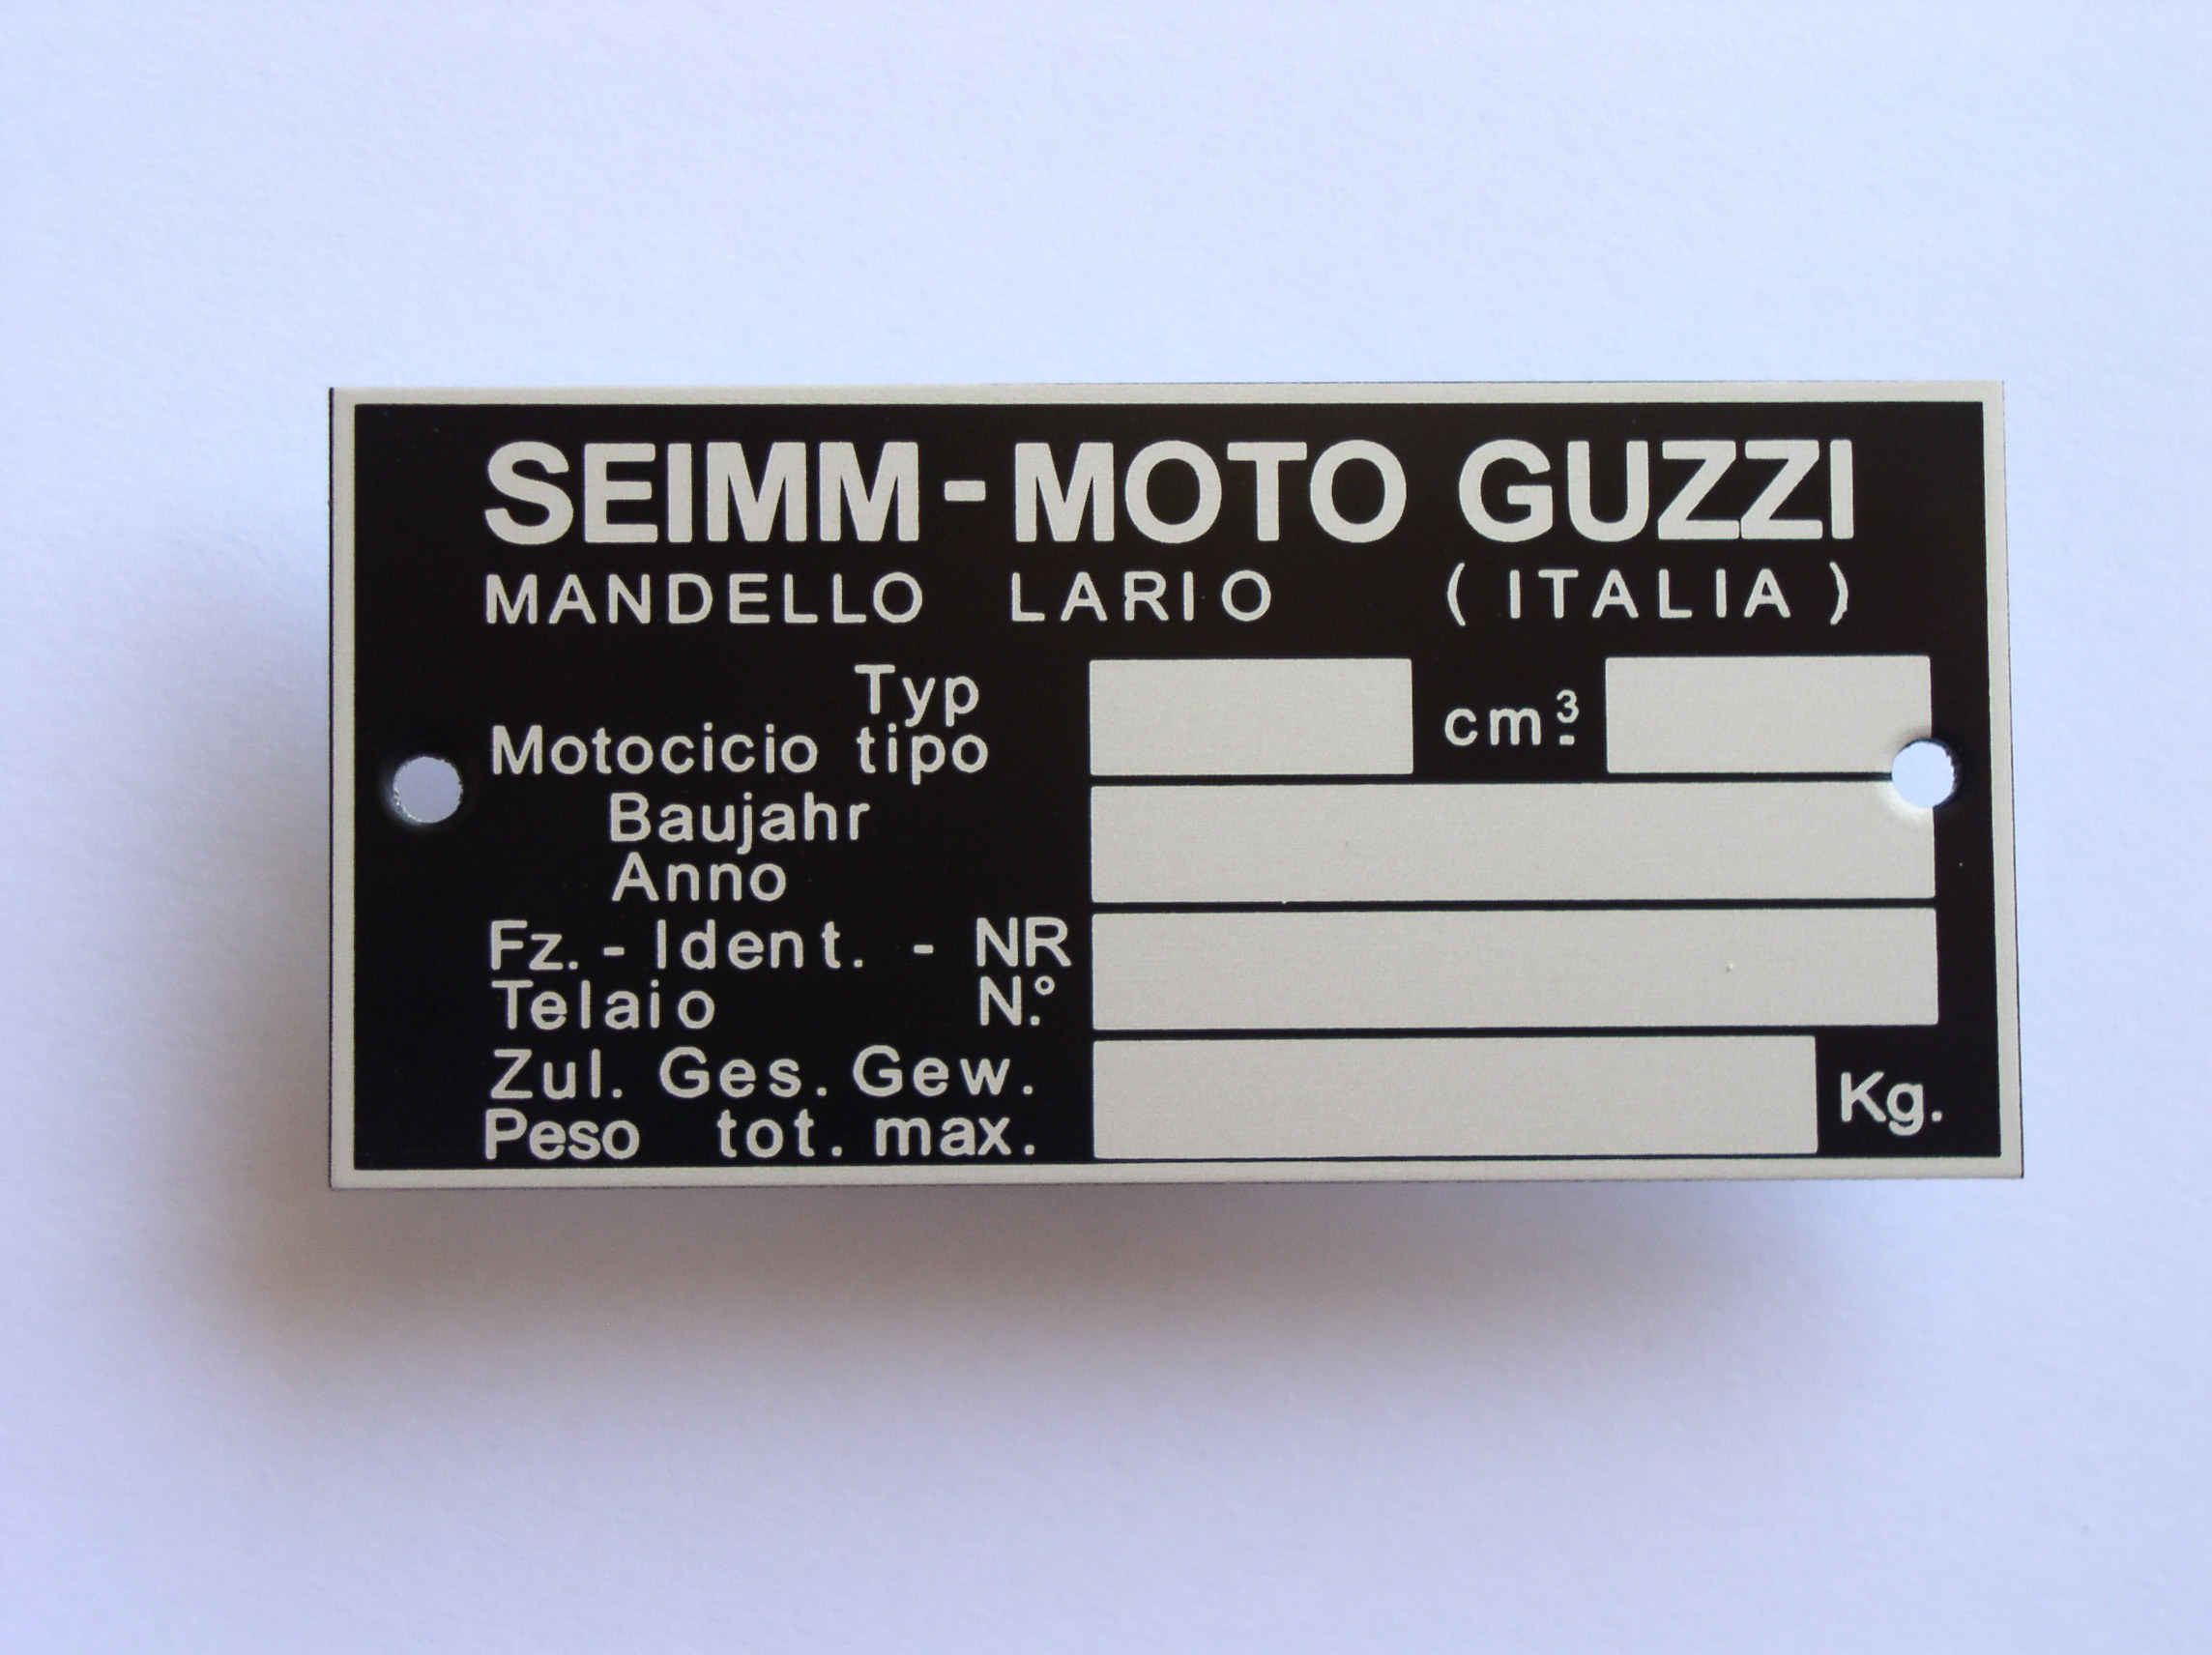 SEIMM - MOTO GUZZI
MANDELLO LARIO ( ITALIA )
Typ
Motocicio tipo cm³
Baujahr
Anno
Fz. - Ident. - NR
Telaio N.°
Zul. Ges. Gew.
Peso tot. max. Kg.